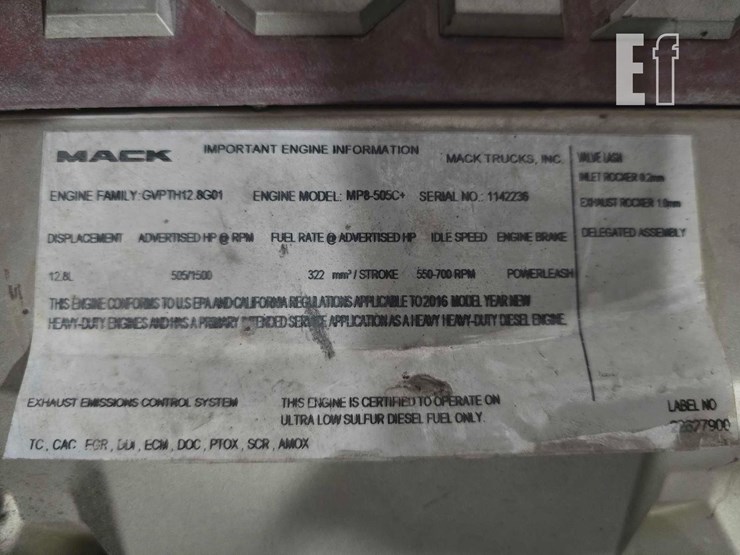 Ef
MACK IMPORTANT ENGINE INFORMATION MACK TRUCKS, INC.
ENGINE FAMILY: GVPTH12.8G01 ENGINE MODEL: MP8-505C+ SERIAL NO.: 1142236
DISPLACEMENT ADVERTISED HP @ RPM FUEL RATE @ ADVERTISED HP IDLE SPEED ENGINE BRAKE
12.8L 505/1500 322 mm³ / STROKE 550-700 RPM POWERLEASH
THIS ENGINE CONFORMS TO U.S EPA AND CALIFORNIA REGULATIONS APPLICABLE TO 2016 MODEL YEAR NEW
HEAVY-DUTY ENGINES AND HAS A PRIMARY INTENDED SERVICE APPLICATION AS A HEAVY HEAVY-DUTY DIESEL ENGINE.
VALVE LASH
INLET ROCKER 0.2mm
EXHAUST ROCKER
DELEGATED ASSEMBLY
EXHAUST EMISSIONS CONTROL SYSTEM
TC, CAC, EGR, DDI, ECM, DOC, PTOX, SCR, AMOX
THIS ENGINE IS CERTIFIED TO OPERATE ON
ULTRA LOW SULFUR DIESEL FUEL ONLY.
LABEL NO